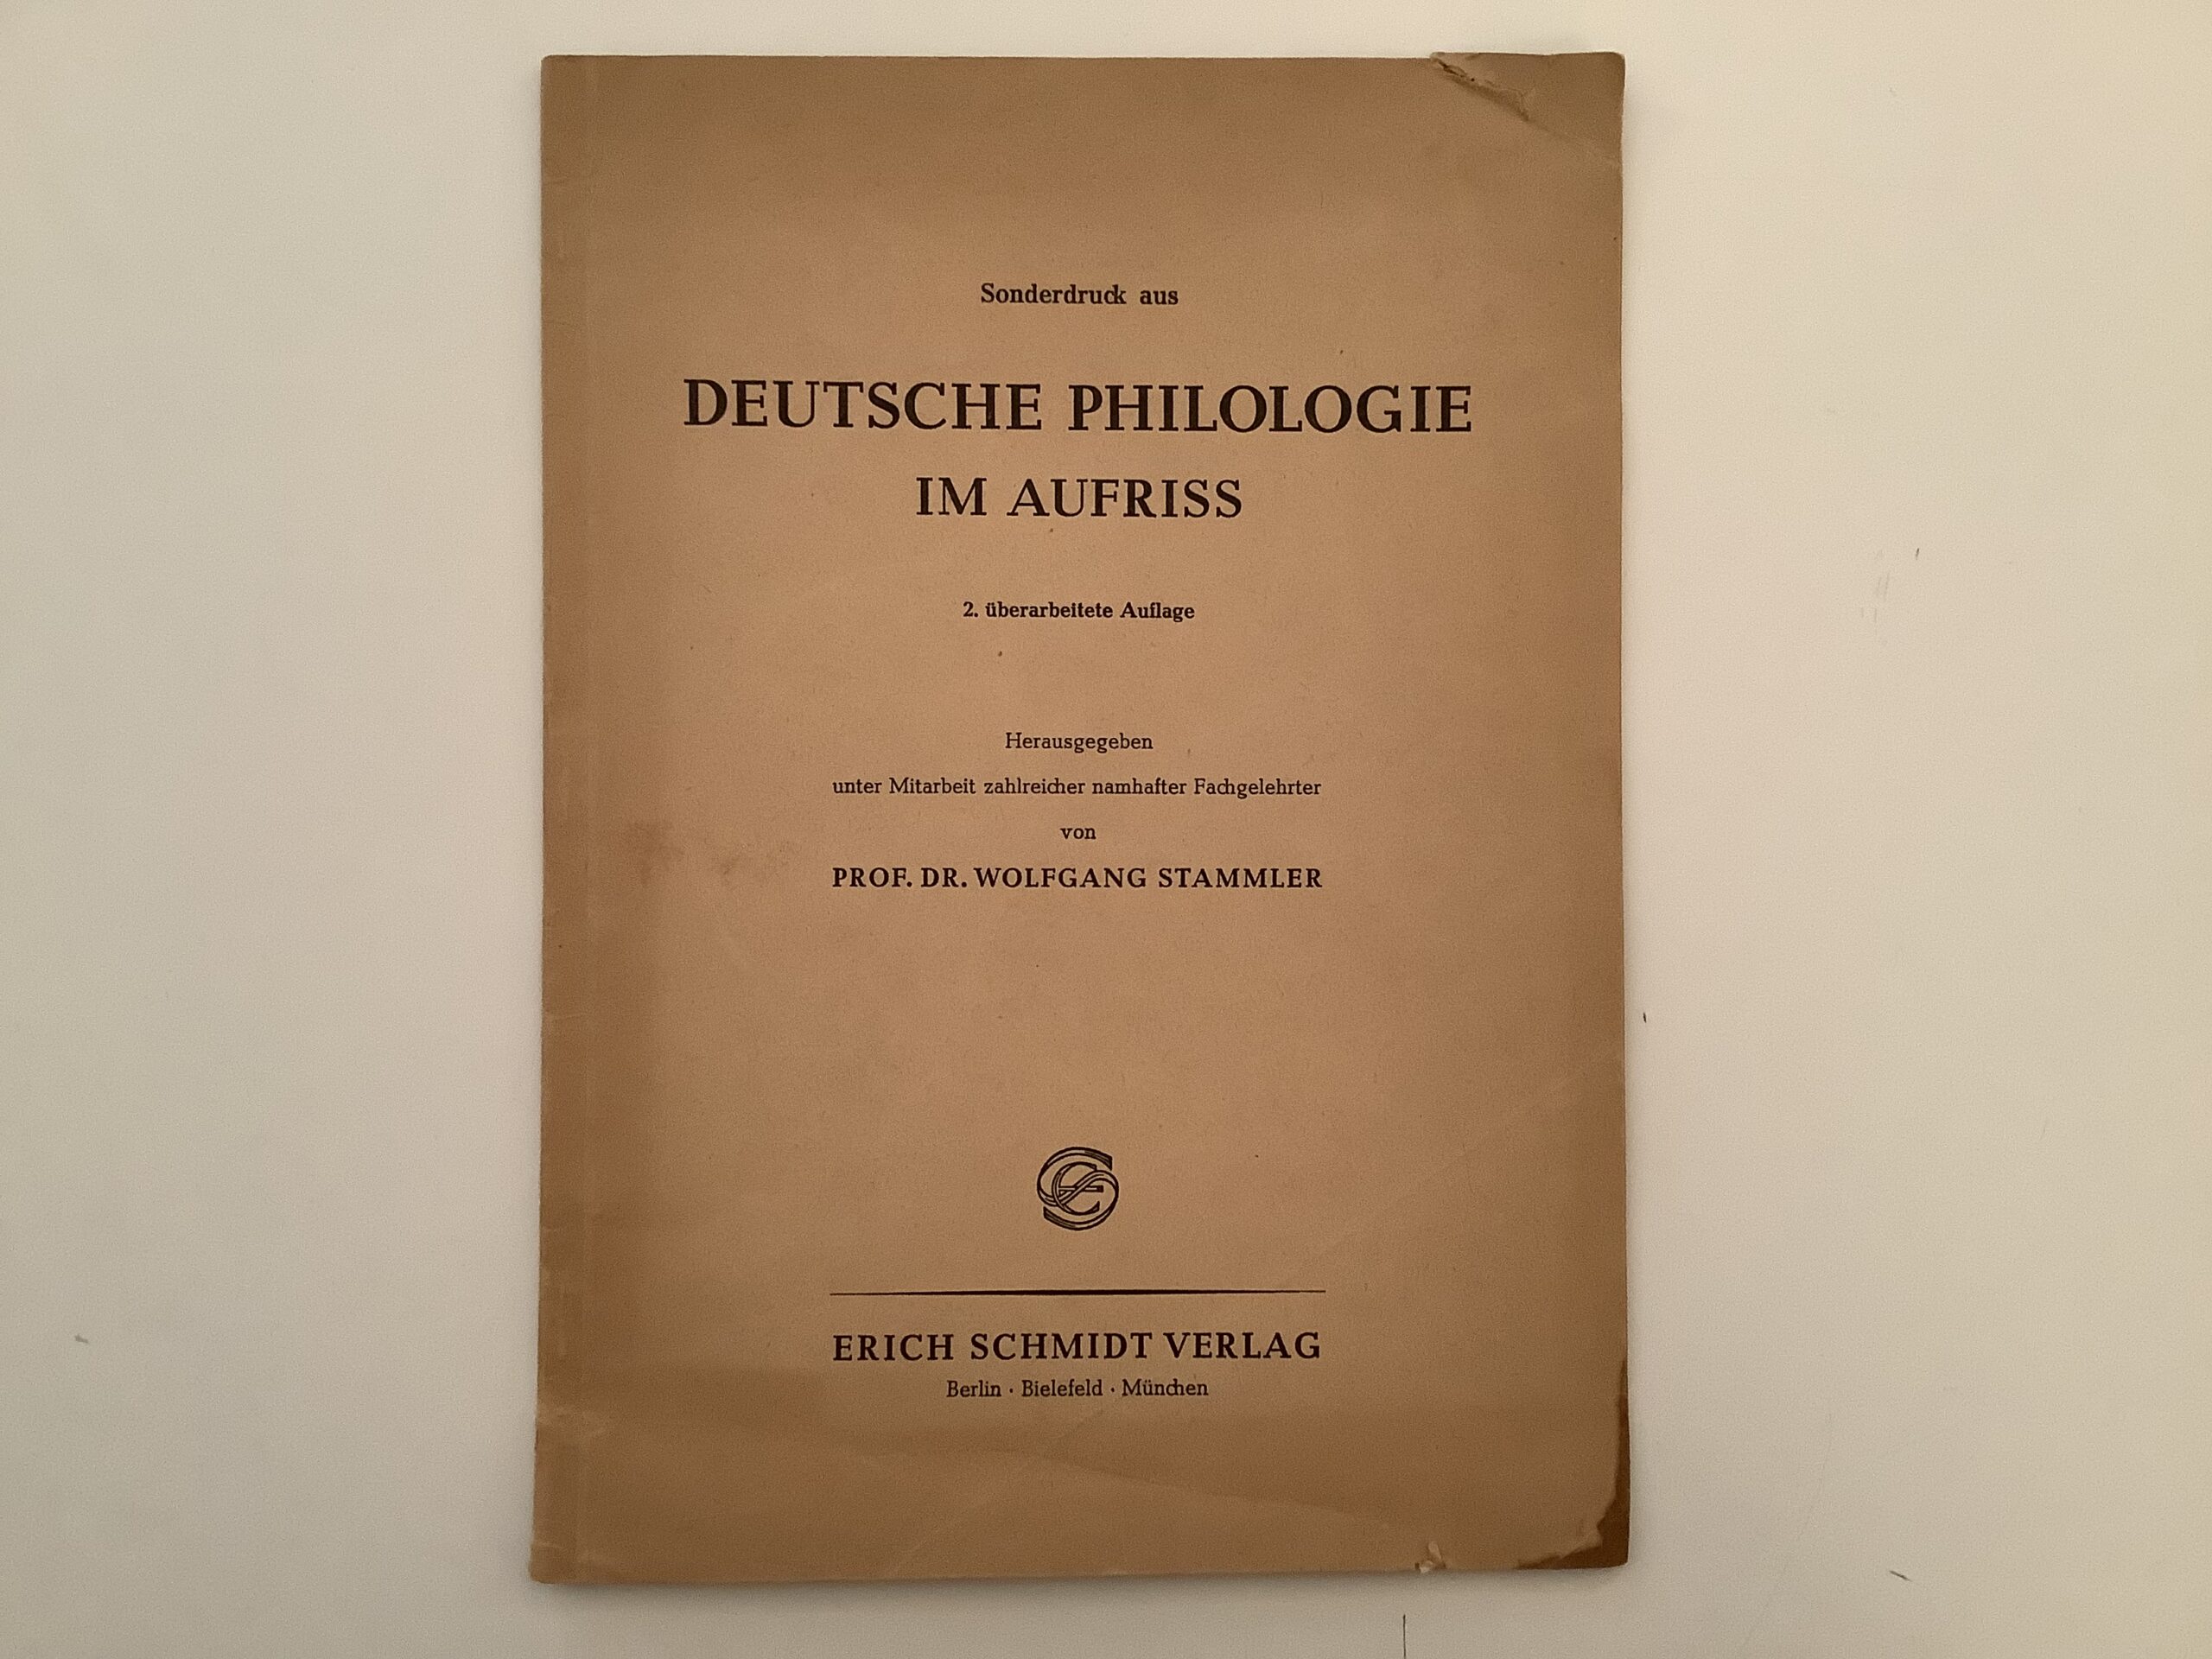 Sonderdruck aus
DEUTSCHE PHILOLOGIE
IM AUFRISS
2. überarbeitete Auflage
Herausgegeben
unter Mitarbeit zahlreicher namhafter Fachgelehrter
von
PROF. DR. WOLFGANG STAMMLER
ES
ERICH SCHMIDT VERLAG
Berlin · Bielefeld · München